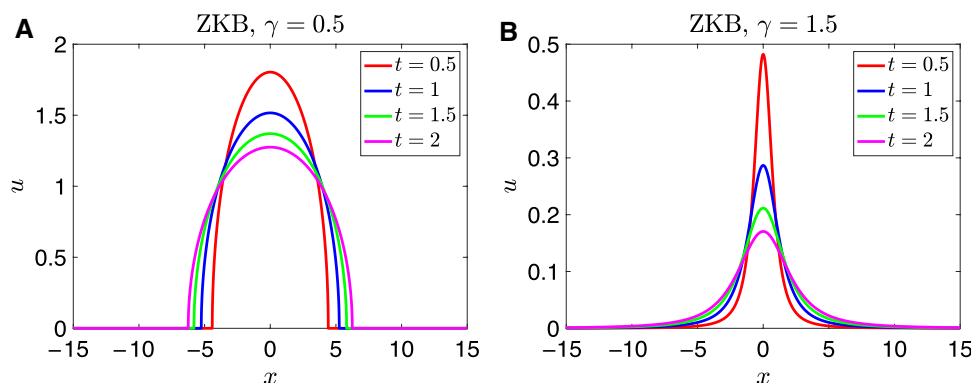 A
ZKB, γ = 0.5
2
1.5
1
0.5
0
u
−15
−10
−5
0
5
10
15
x
t = 0.5
t = 1
t = 1.5
t = 2
B
ZKB, γ = 1.5
0.5
0.4
0.3
0.2
0.1
0
u
−15
−10
−5
0
5
10
15
x
t = 0.5
t = 1
t = 1.5
t = 2